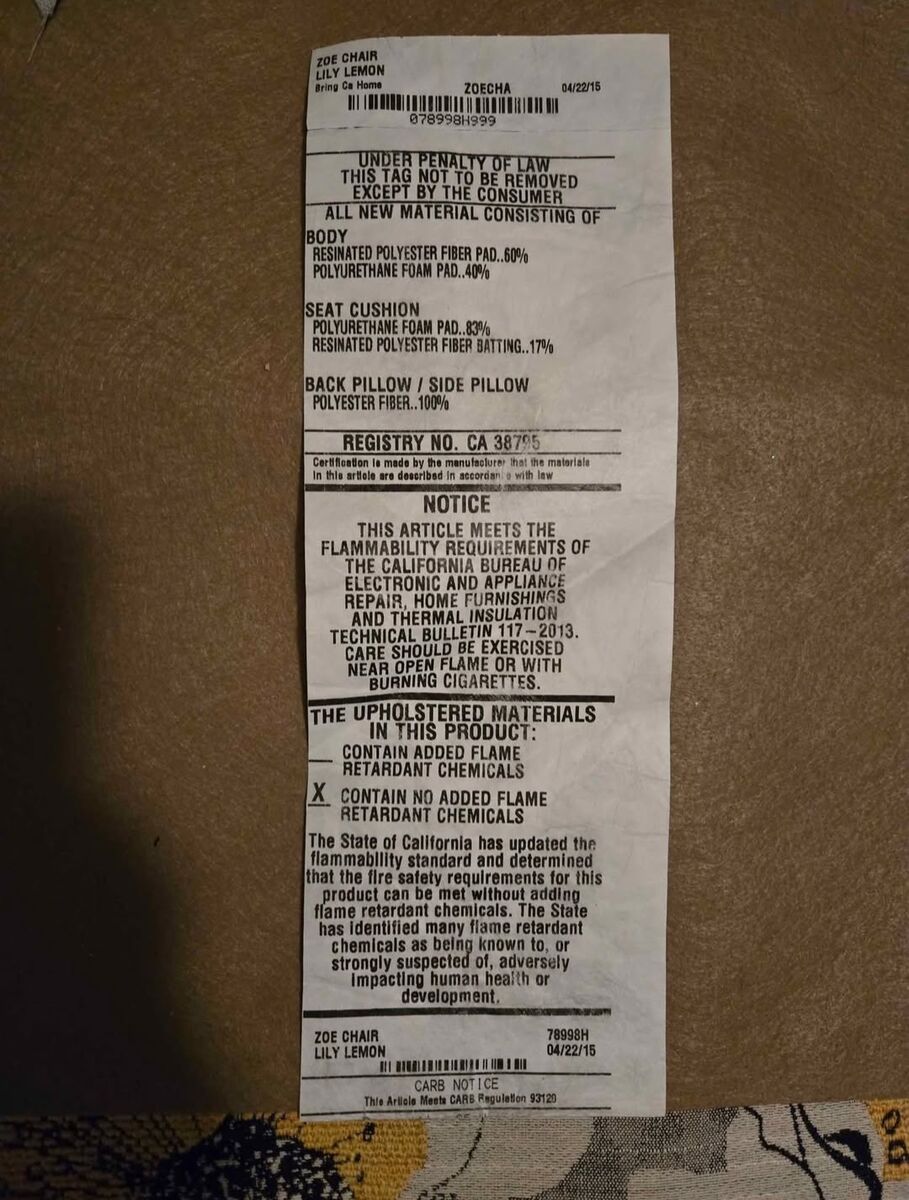 ZOE CHAIR
LILY LEMON
Bring Ca Home
ZOECHA 04/22/15
078998H999
UNDER PENALTY OF LAW
THIS TAG NOT TO BE REMOVED
EXCEPT BY THE CONSUMER
ALL NEW MATERIAL CONSISTING OF
BODY
RESINATED POLYESTER FIBER PAD..60%
POLYURETHANE FOAM PAD..40%
SEAT CUSHION
POLYURETHANE FOAM PAD..83%
RESINATED POLYESTER FIBER BATTING..17%
BACK PILLOW / SIDE PILLOW
POLYESTER FIBER..100%
REGISTRY NO. CA 38795
Certification is made by the manufacturer that the materials
in this article are described in accordance with law
NOTICE
THIS ARTICLE MEETS THE
FLAMMABILITY REQUIREMENTS OF
THE CALIFORNIA BUREAU OF
ELECTRONIC AND APPLIANCE
REPAIR, HOME FURNISHINGS
AND THERMAL INSULATION
TECHNICAL BULLETIN 117-2013.
CARE SHOULD BE EXERCISED
NEAR OPEN FLAME OR WITH
BURNING CIGARETTES.
THE UPHOLSTERED MATERIALS
IN THIS PRODUCT:
__ CONTAIN ADDED FLAME
RETARDANT CHEMICALS
X CONTAIN NO ADDED FLAME
RETARDANT CHEMICALS
The State of California has updated the
flammability standard and determined
that the fire safety requirements for this
product can be met without adding
flame retardant chemicals. The State
has identified many flame retardant
chemicals as being known to, or
strongly suspected of, adversely
impacting human health or
development.
ZOE CHAIR 78998H
LILY LEMON 04/22/15
CARB NOTICE
This Article Meets CARB Regulation 93120